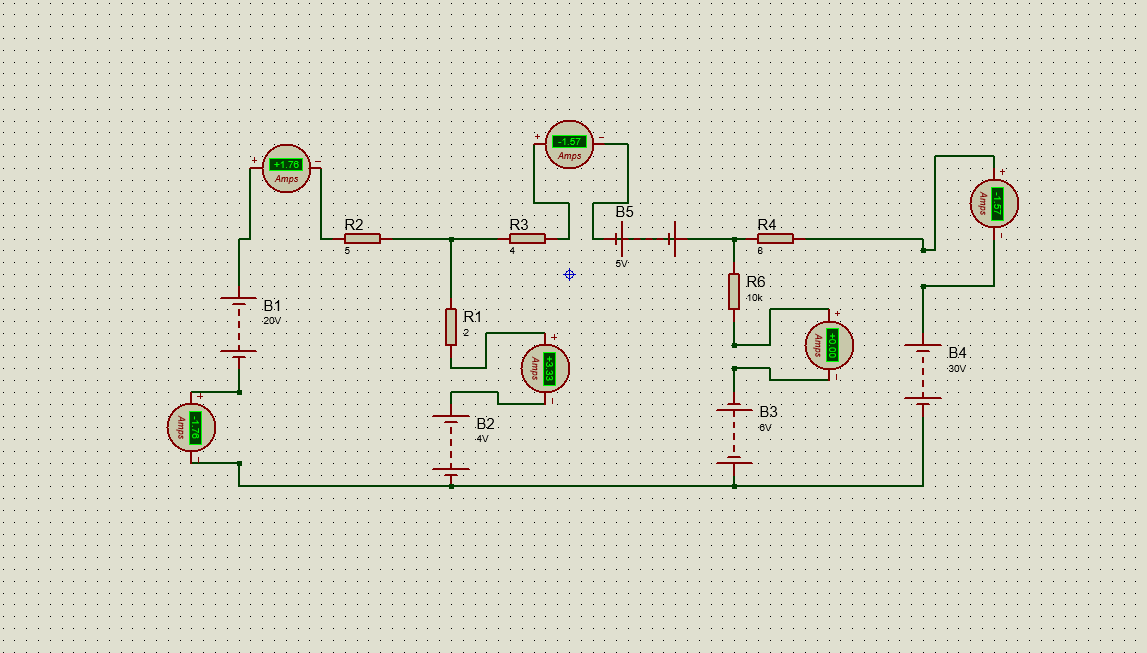 +1.76
Amps
-1.57
Amps
-1.57
Amps
R2
5
R3
4
B5
5V
R4
6
B1
20V
R1
2
R6
10k
+3.33
Amps
+0.00
Amps
B4
30V
-1.76
Amps
B2
4V
B3
6V